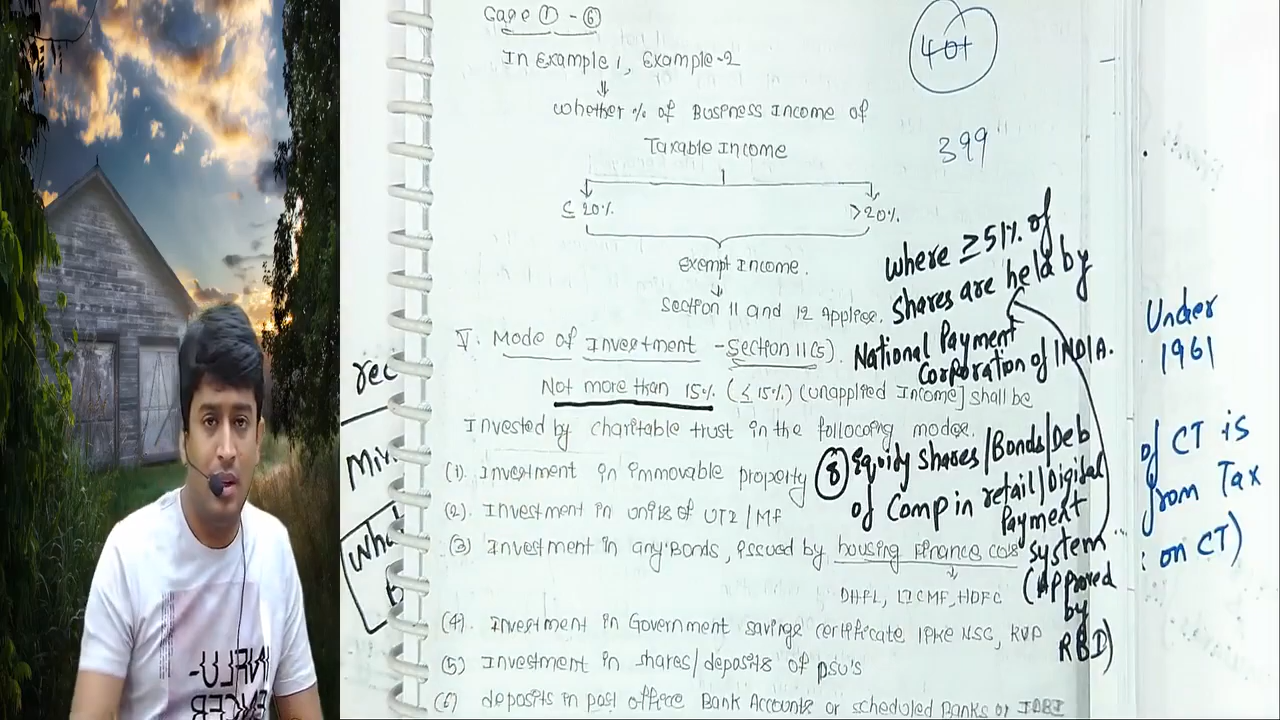 Case ① - ⑥
401
In Example 1, Example-2
Whether % of Business Income of
Taxable Income
399
≤ 20%.
>20%.
exempt Income.
Section 11 and 12 Applies.
where ≥51% of
shares are held by
National Payment
Corporation of INDIA.
V. Mode of Investment - Section 11(5).
Not more than 15% (≤15%) (unapplied Income] shall be
Invested by charitable trust in the following modes.
(1). Investment in immovable property
(2). Investment in units of UTI/MF
(3) Investment in any Bonds, issued by housing finance co's
DHFL, LICMF, HDFC
(4). Investment in Government savings certificate like NSC, KVP
(5) Investment in shares/deposits of PSU's
(6) deposits in post office Bank Accounts or scheduled Banks or IDBI
⑧ Equity shares/Bonds/Deb
of Comp in retail/Digital
Payment
system
(Approved
by
RBI)
Under
1961
of CT is
from Tax
on CT)
rec